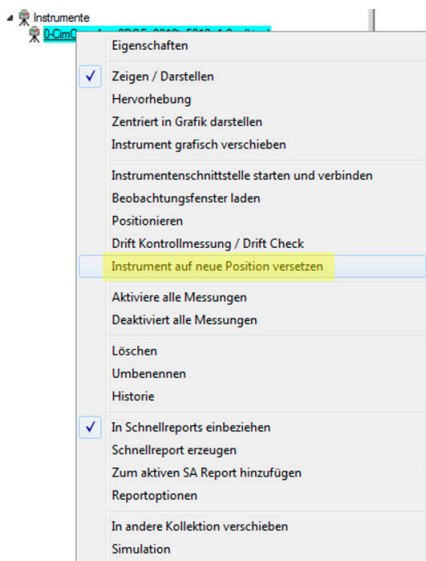 Instrumente
Eigenschaften
Zeigen / Darstellen
Hervorhebung
Zentriert in Grafik darstellen
Instrument grafisch verschieben
Instrumentenschnittstelle starten und verbinden
Beobachtungsfenster laden
Positionieren
Drift Kontrollmessung / Drift Check
Instrument auf neue Position versetzen
Aktiviere alle Messungen
Deaktiviert alle Messungen
Löschen
Umbenennen
Historie
In Schnellreports einbeziehen
Schnellreport erzeugen
Zum aktiven SA Report hinzufügen
Reportoptionen
In andere Kollektion verschieben
Simulation